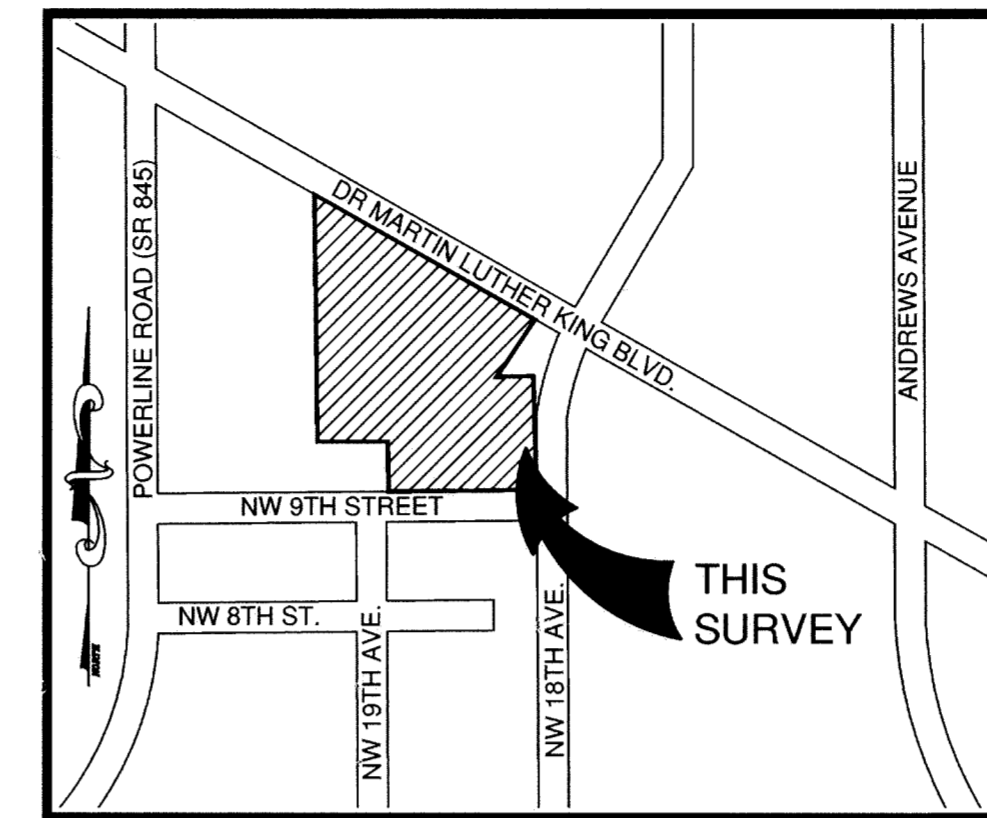 DR MARTIN LUTHER KING BLVD.
POWERLINE ROAD (SR 845)
ANDREWS AVENUE
NW 9TH STREET
THIS
SURVEY
NW 8TH ST.
NW 19TH AVE.
NW 18TH AVE.